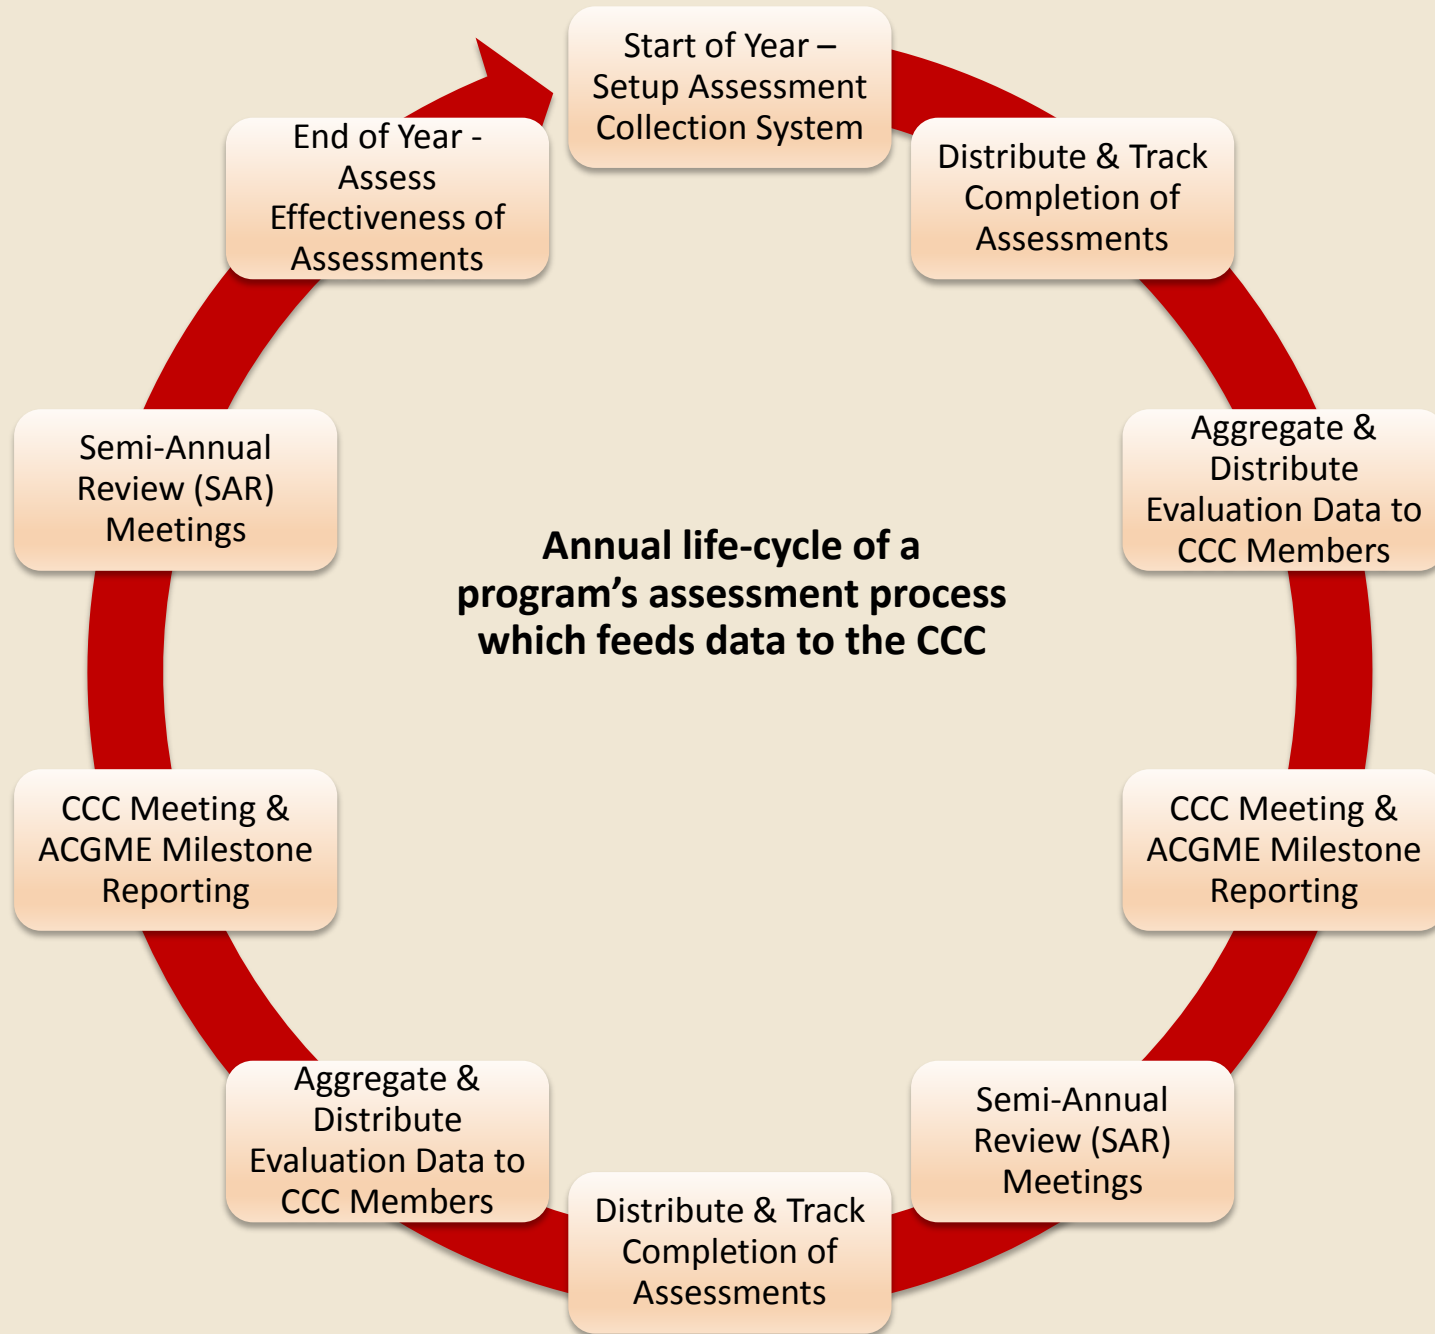 Start of Year –
Setup Assessment
Collection System
Distribute & Track
Completion of
Assessments
Aggregate &
Distribute
Evaluation Data to
CCC Members
CCC Meeting &
ACGME Milestone
Reporting
Semi-Annual
Review (SAR)
Meetings
Distribute & Track
Completion of
Assessments
Aggregate &
Distribute
Evaluation Data to
CCC Members
CCC Meeting &
ACGME Milestone
Reporting
Semi-Annual
Review (SAR)
Meetings
End of Year -
Assess
Effectiveness of
Assessments
Annual life-cycle of a
program’s assessment process
which feeds data to the CCC